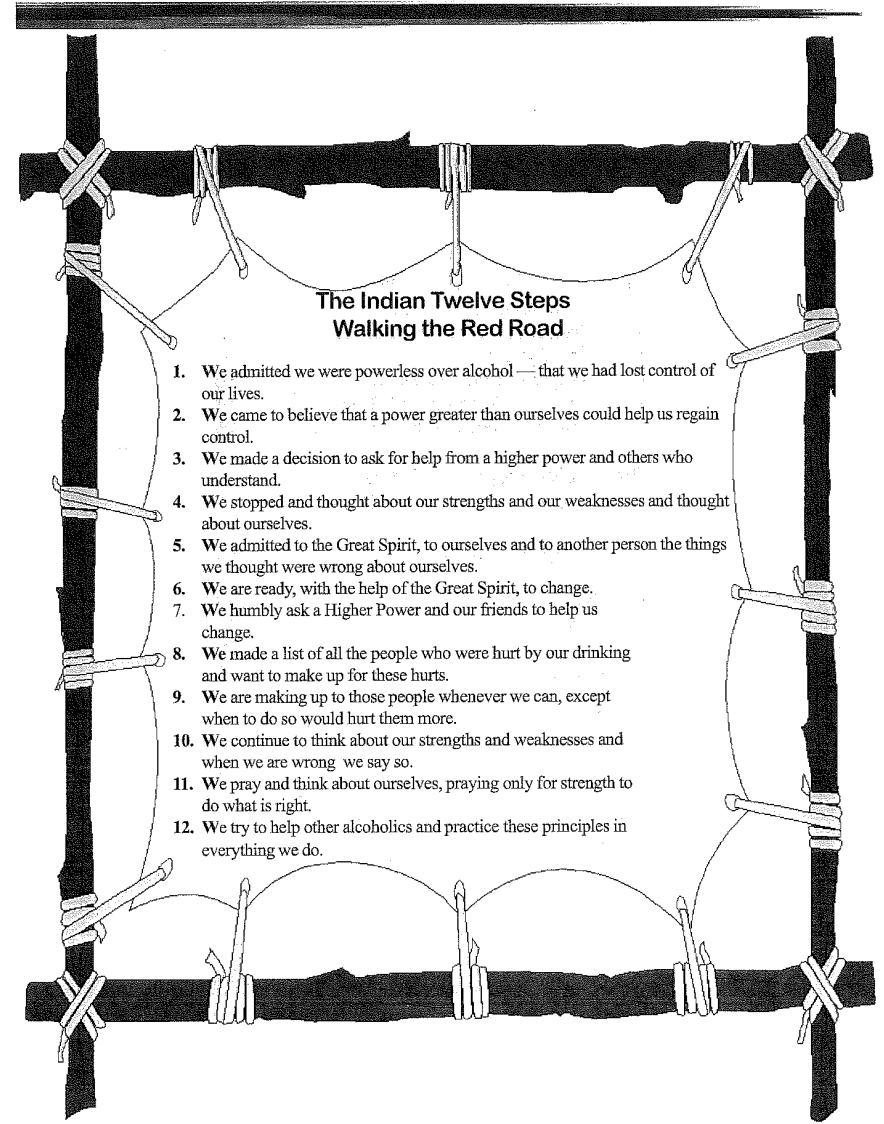 The Indian Twelve Steps
Walking the Red Road
1. We admitted we were powerless over alcohol — that we had lost control of
our lives.
2. We came to believe that a power greater than ourselves could help us regain
control.
3. We made a decision to ask for help from a higher power and others who
understand.
4. We stopped and thought about our strengths and our weaknesses and thought
about ourselves.
5. We admitted to the Great Spirit, to ourselves and to another person the things
we thought were wrong about ourselves.
6. We are ready, with the help of the Great Spirit, to change.
7. We humbly ask a Higher Power and our friends to help us
change.
8. We made a list of all the people who were hurt by our drinking
and want to make up for these hurts.
9. We are making up to those people whenever we can, except
when to do so would hurt them more.
10. We continue to think about our strengths and weaknesses and
when we are wrong we say so.
11. We pray and think about ourselves, praying only for strength to
do what is right.
12. We try to help other alcoholics and practice these principles in
everything we do.